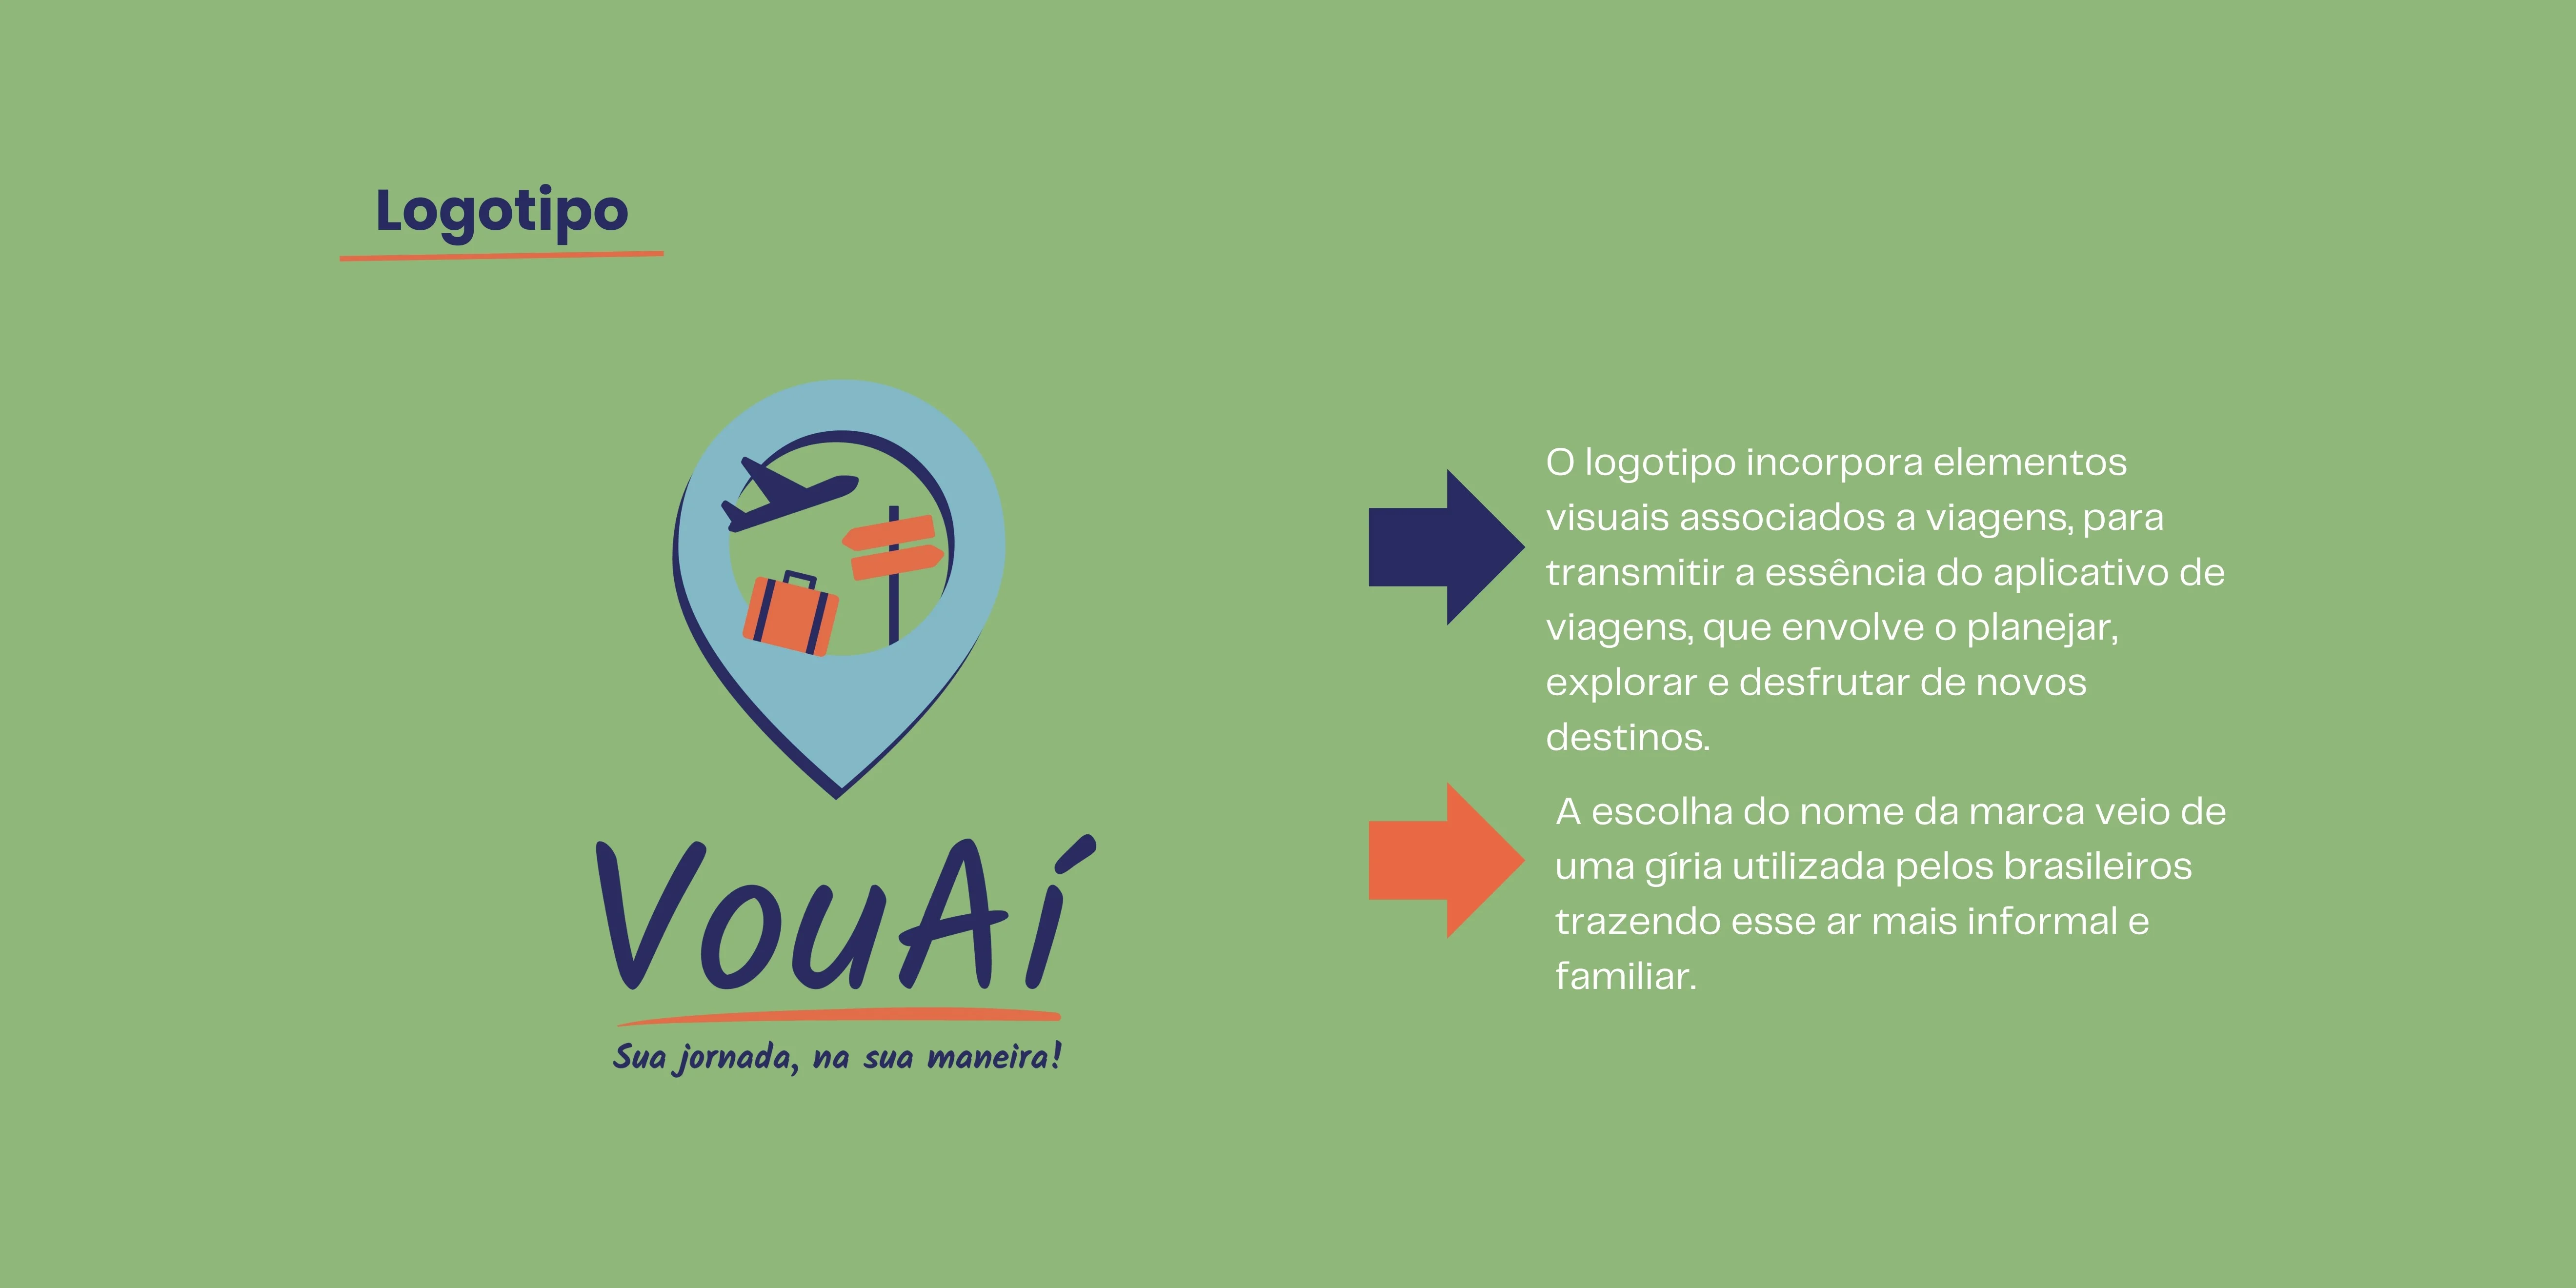 Logotipo
VouAí
Sua jornada, na sua maneira!
O logotipo incorpora elementos
visuais associados a viagens, para
transmitir a essência do aplicativo de
viagens, que envolve o planejar,
explorar e desfrutar de novos
destinos.
A escolha do nome da marca veio de
uma gíria utilizada pelos brasileiros
trazendo esse ar mais informal e
familiar.